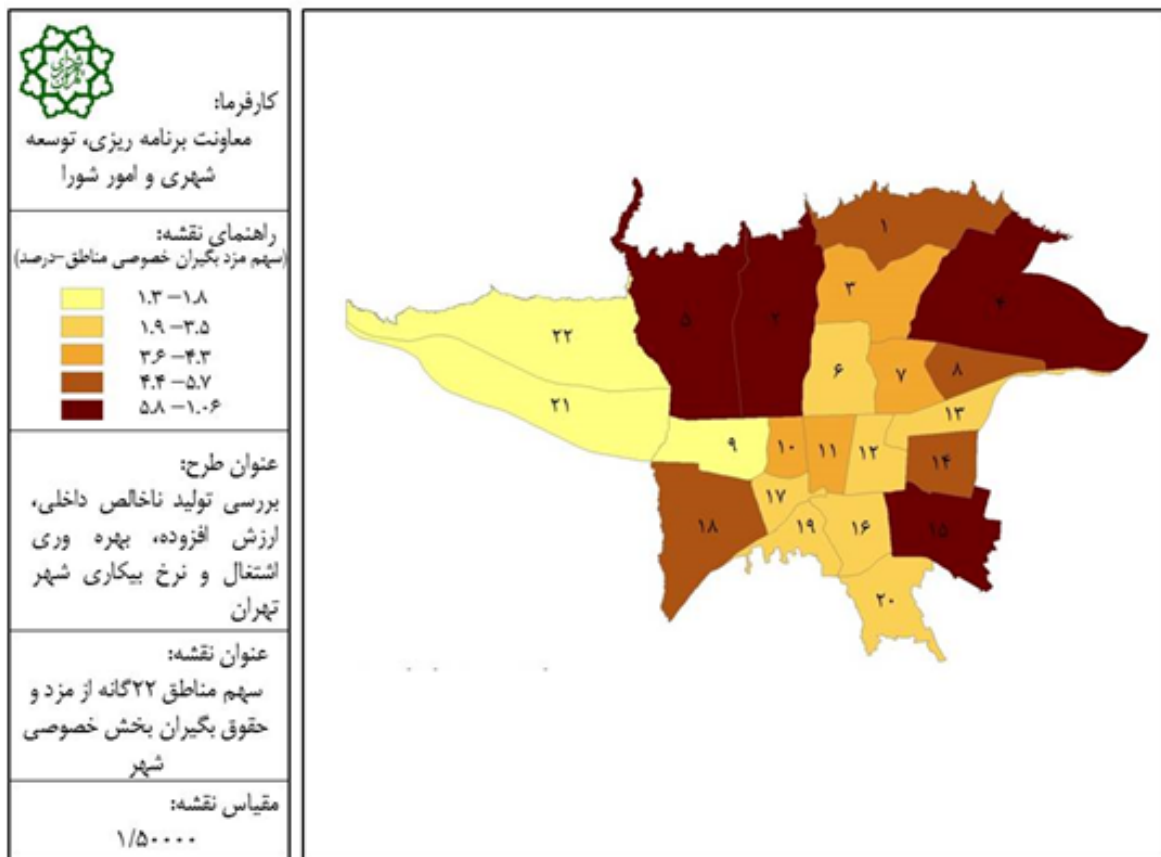 کارفرما:
معاونت برنامه ریزی، توسعه
شهری و امور شورا
راهنمای نقشه:
(سهم مزد بگیران خصوصی مناطق-درصد)
۱.۳ – ۱.۸
۱.۹ – ۳.۵
۳.۶ – ۴.۳
۴.۴ – ۵.۷
۵.۸ – ۱.۰۶
عنوان طرح:
بررسی تولید ناخالص داخلی،
ارزش افزوده، بهره وری
اشتغال و نرخ بیکاری شهر
تهران
عنوان نقشه:
سهم مناطق ۲۲گانه از مزد و
حقوق بگیران بخش خصوصی
شهر
مقیاس نقشه:
۱/۵۰۰۰۰
۱
۳
۴
۵
۲
۲۲
۶
۷
۸
۲۱
۱۳
۹
۱۰
۱۱
۱۲
۱۴
۱۷
۱۸
۱۹
۱۶
۱۵
۲۰